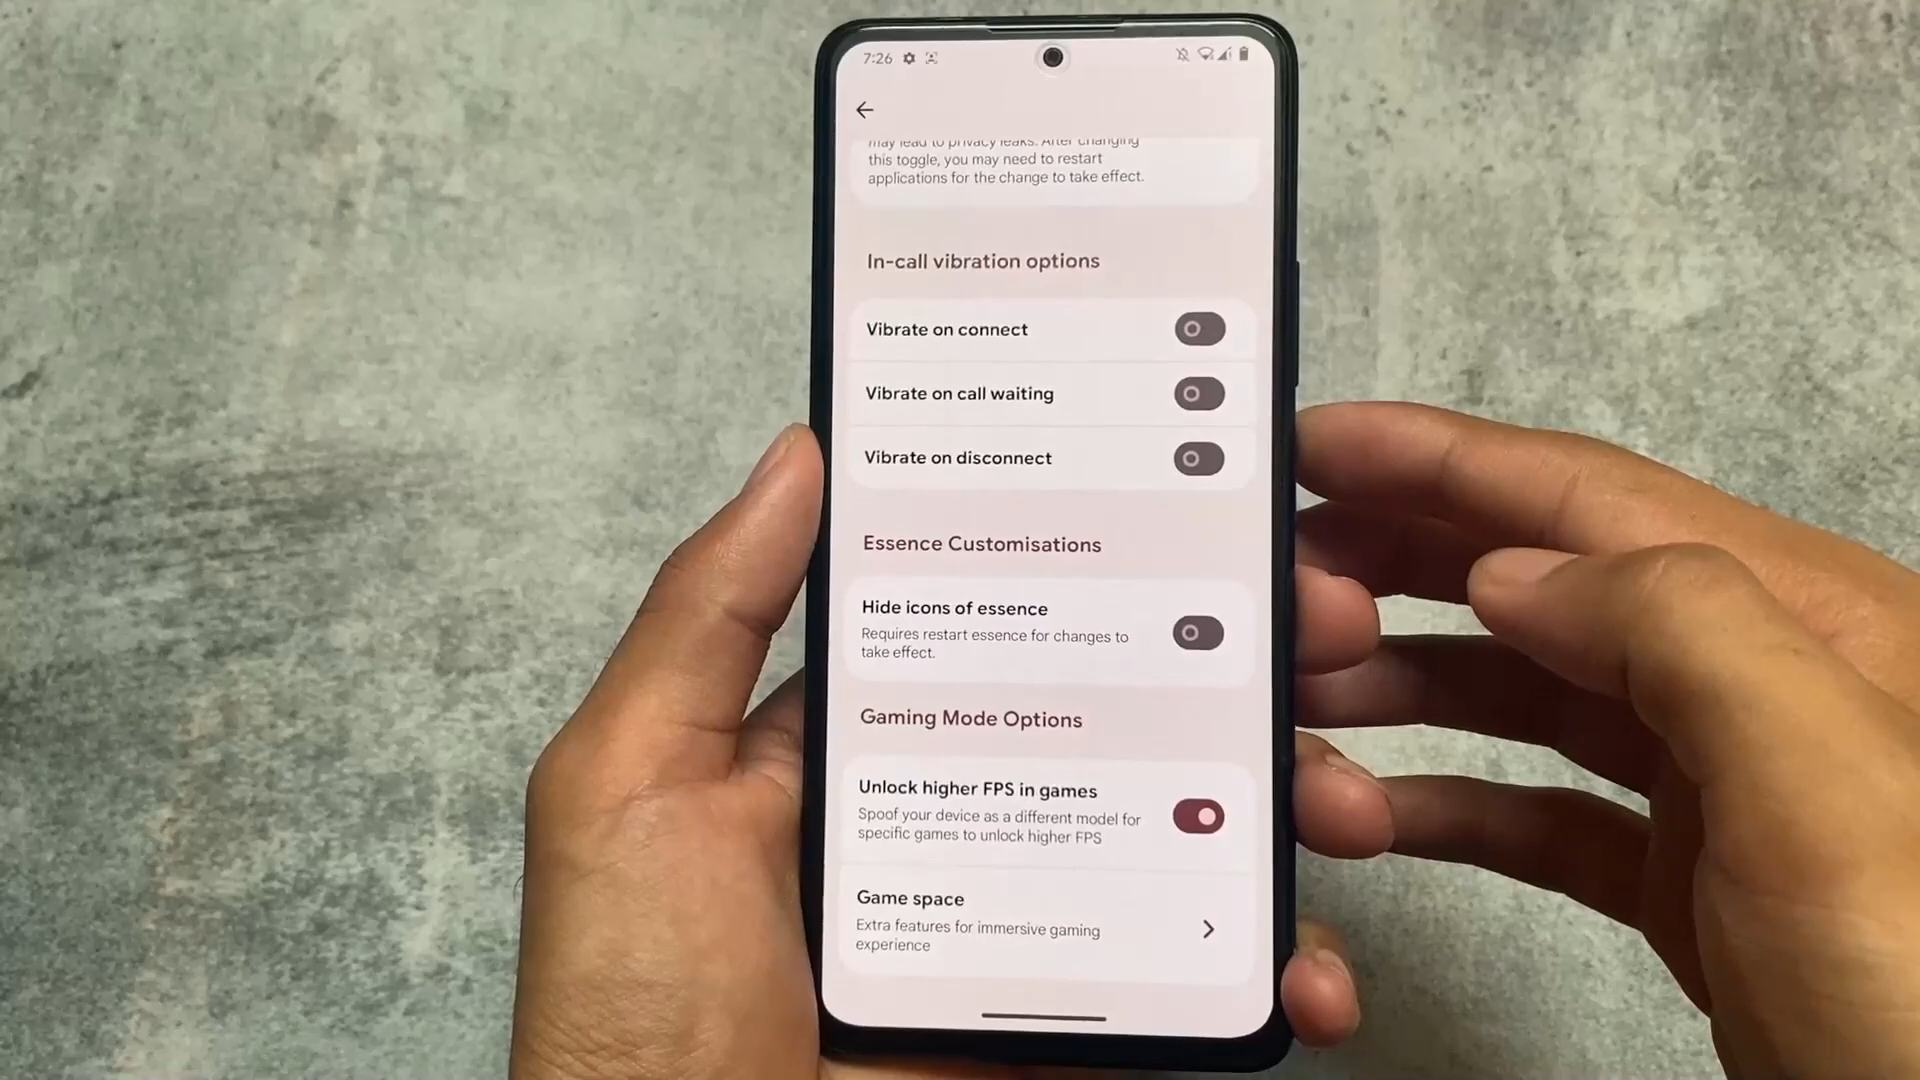 7:26
may lead to privacy leaks. After changing
this toggle, you may need to restart
applications for the change to take effect.
In-call vibration options
Vibrate on connect
Vibrate on call waiting
Vibrate on disconnect
Essence Customisations
Hide icons of essence
Requires restart essence for changes to
take effect.
Gaming Mode Options
Unlock higher FPS in games
Spoof your device as a different model for
specific games to unlock higher FPS
Game space
Extra features for immersive gaming
experience